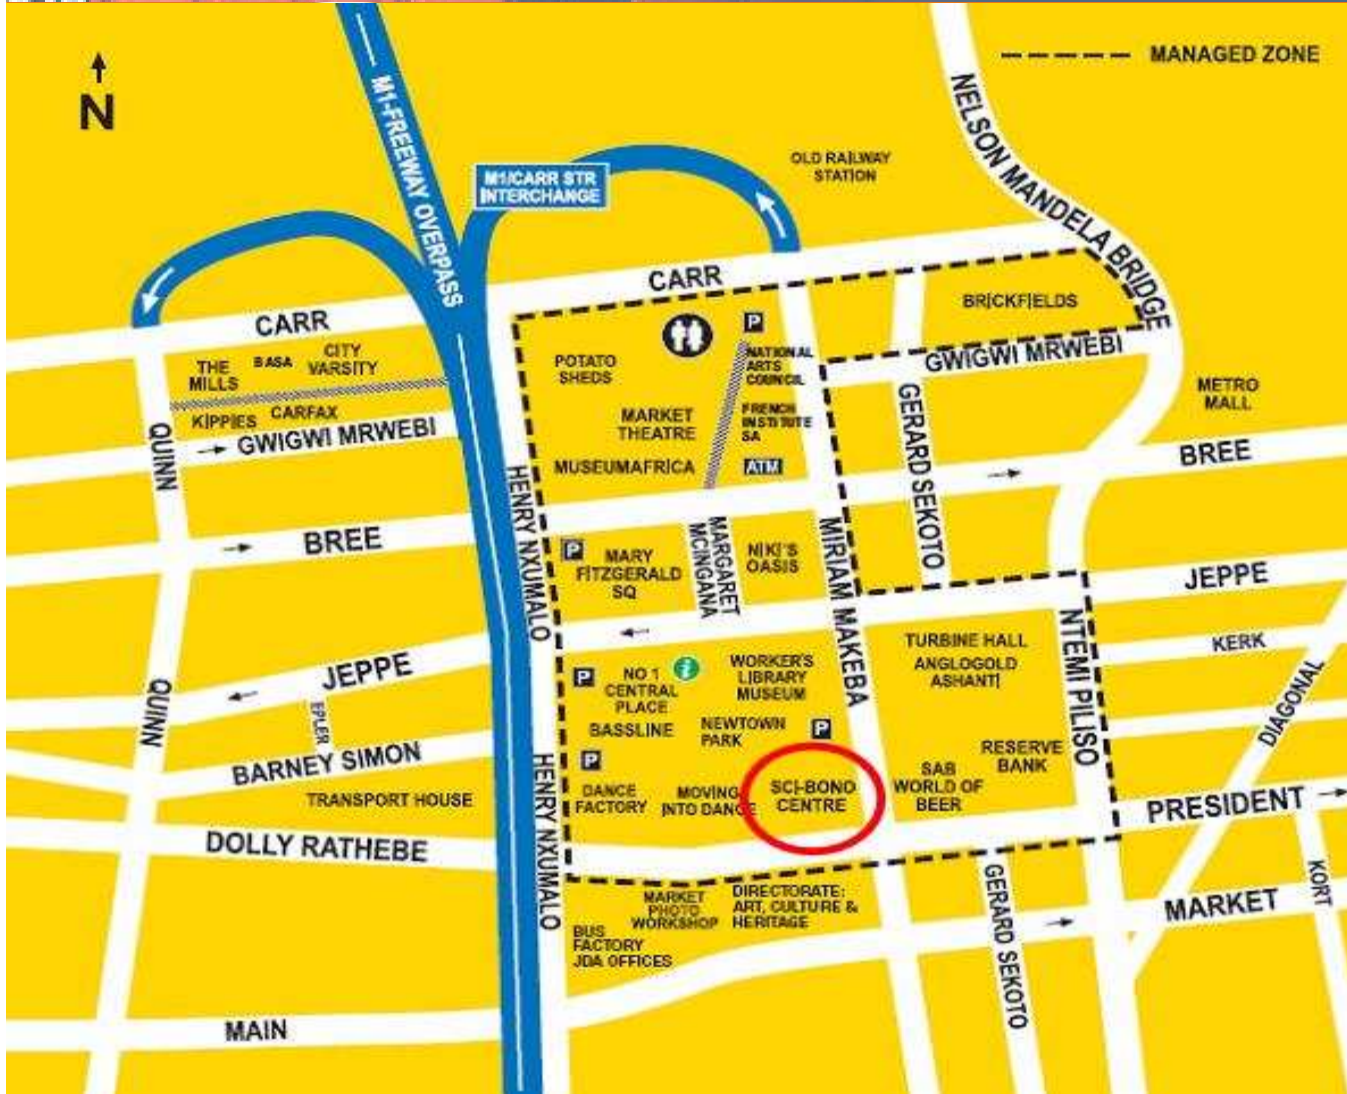 MANAGED ZONE
N
M1-FREEWAY OVERPASS
M1/CARR STR
INTERCHANGE
OLD RAILWAY
STATION
NELSON MANDELA BRIDGE
CARR
CARR
BRICKFIELDS
THE
MILLS
BASA
CITY
VARSITY
POTATO
SHEDS
P
NATIONAL
ARTS
COUNCIL
GWIGWI MRWEBI
METRO
MALL
KIPPIES
CARFAX
GWIGWI MRWEBI
MARKET
THEATRE
FRENCH
INSTITUTE
SA
GERARD SEKOTO
QUINN
MUSEUMAFRICA
ATM
BREE
HENRY NXUMALO
BREE
P
MARY
FITZGERALD
SQ
MARGARET
MCINGANA
NIKI'S
OASIS
MIRIAM MAKEBA
JEPPE
NTEMI PILISO
TURBINE HALL
ANGLOGOLD
ASHANTI
KERK
JEPPE
P
NO 1
CENTRAL
PLACE
i
WORKER'S
LIBRARY
MUSEUM
QUINN
EPLER
BASSLINE
NEWTOWN
PARK
P
DIAGONAL
BARNEY SIMON
HENRY NXUMALO
P
RESERVE
BANK
TRANSPORT HOUSE
DANCE
FACTORY
MOVING
INTO DANCE
SCI-BONO
CENTRE
SAB
WORLD OF
BEER
PRESIDENT
DOLLY RATHEBE
GERARD SEKOTO
KORT
MARKET
PHOTO
WORKSHOP
DIRECTORATE:
ART, CULTURE &
HERITAGE
MARKET
BUS
FACTORY
JDA OFFICES
MAIN